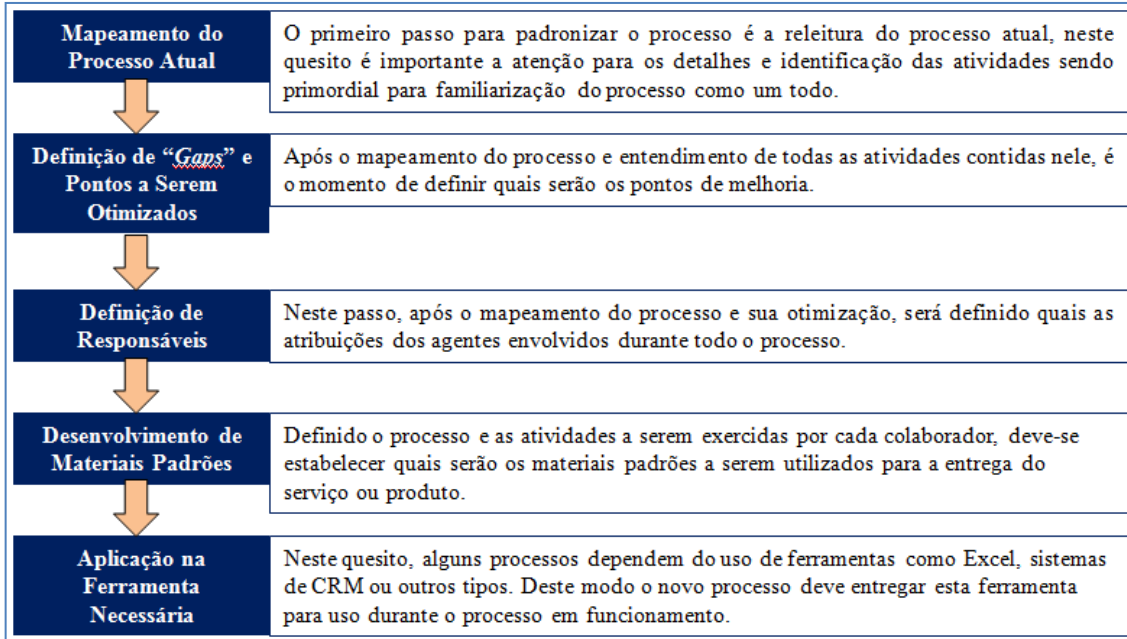 Mapeamento do
Processo Atual
O primeiro passo para padronizar o processo é a releitura do processo atual, neste
quesito é importante a atenção para os detalhes e identificação das atividades sendo
primordial para familiarização do processo como um todo.
Definição de “Gaps” e
Pontos a Serem
Otimizados
Após o mapeamento do processo e entendimento de todas as atividades contidas nele, é
o momento de definir quais serão os pontos de melhoria.
Definição de
Responsáveis
Neste passo, após o mapeamento do processo e sua otimização, será definido quais as
atribuições dos agentes envolvidos durante todo o processo.
Desenvolvimento de
Materiais Padrões
Definido o processo e as atividades a serem exercidas por cada colaborador, deve-se
estabelecer quais serão os materiais padrões a serem utilizados para a entrega do
serviço ou produto.
Aplicação na
Ferramenta
Necessária
Neste quesito, alguns processos dependem do uso de ferramentas como Excel, sistemas
de CRM ou outros tipos. Deste modo o novo processo deve entregar esta ferramenta
para uso durante o processo em funcionamento.